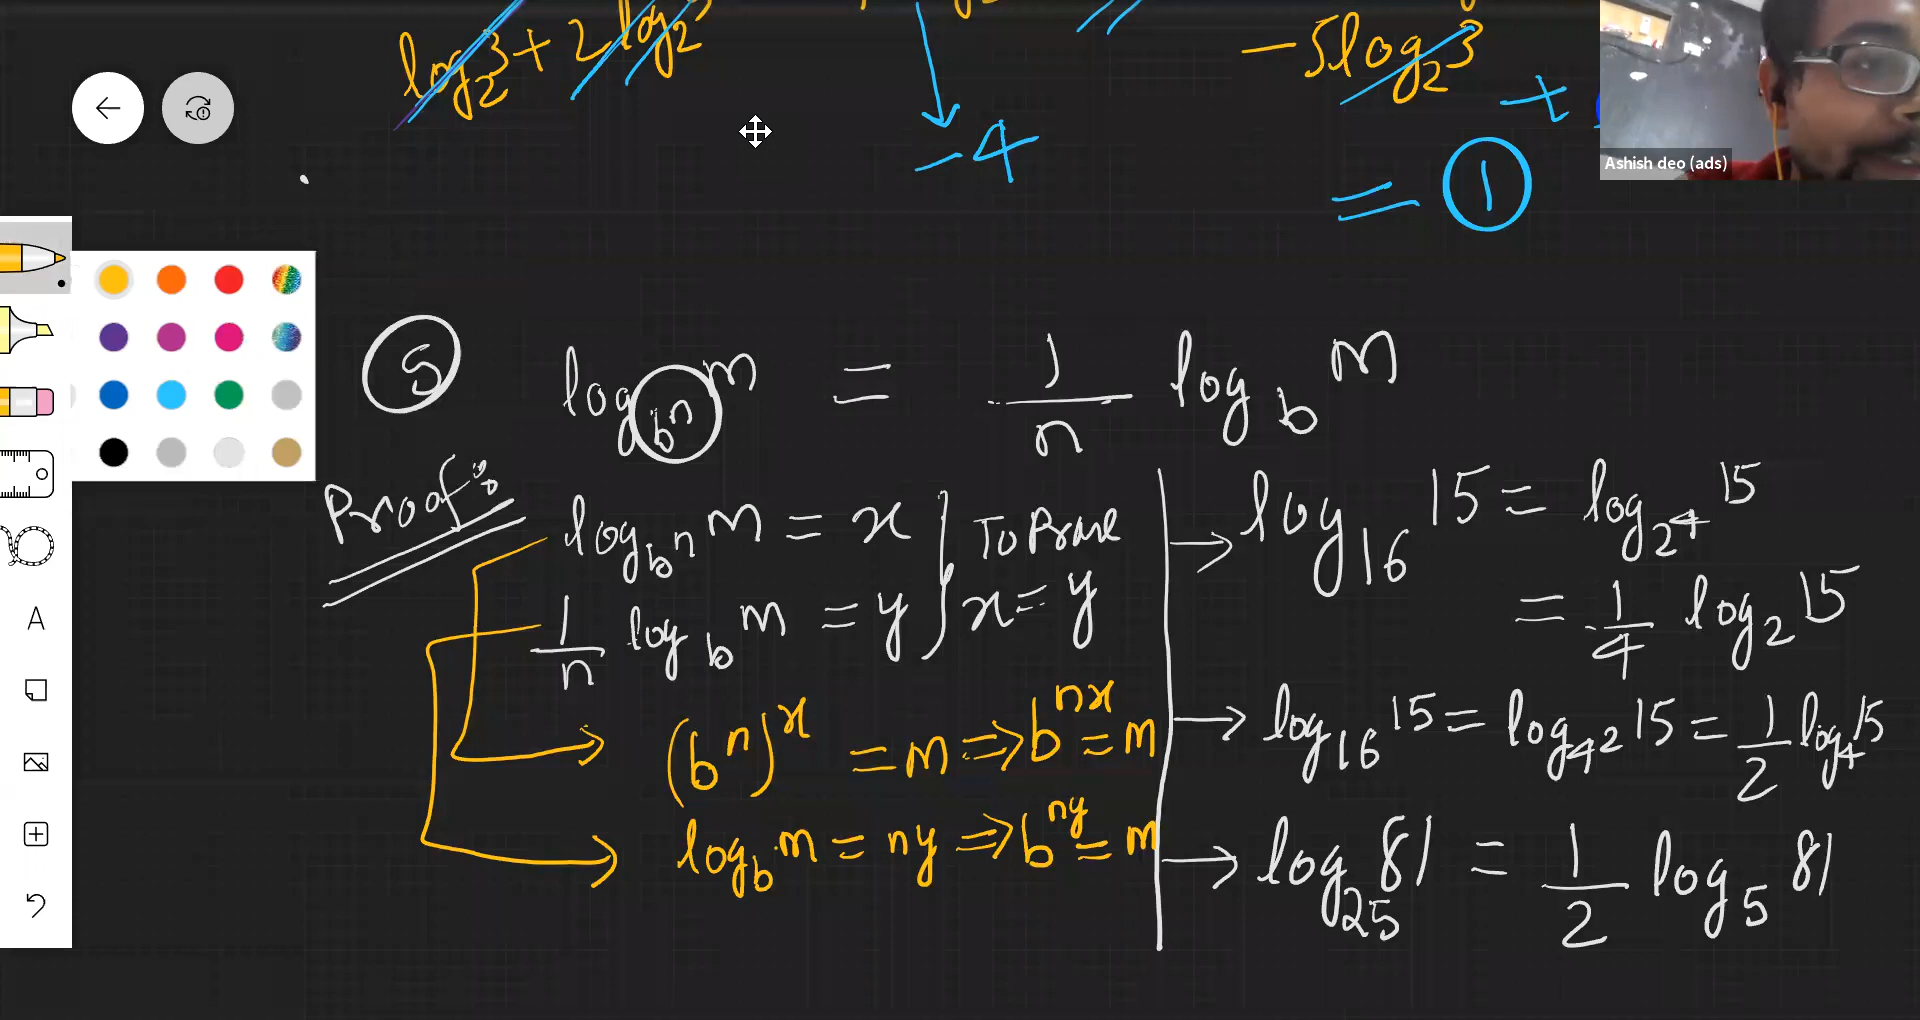 log₂3 + 2log₂
-5log₂3
+
-4
= ①
Ashish deo (ads)
⑤ log_{bⁿ} m = 1/n log_b m
Proof:
log_{bⁿ} m = x
1/n log_b m = y
To Prove
x = y
(bⁿ)^x = m ⇒ b^{nx} = m
log_b m = ny ⇒ b^{ny} = m
→ log₁₆ 15 = log_{2⁴} 15
= 1/4 log₂ 15
→ log₁₆ 15 = log_{4²} 15 = 1/2 log₄ 15
→ log₂₅ 81 = 1/2 log₅ 81
A